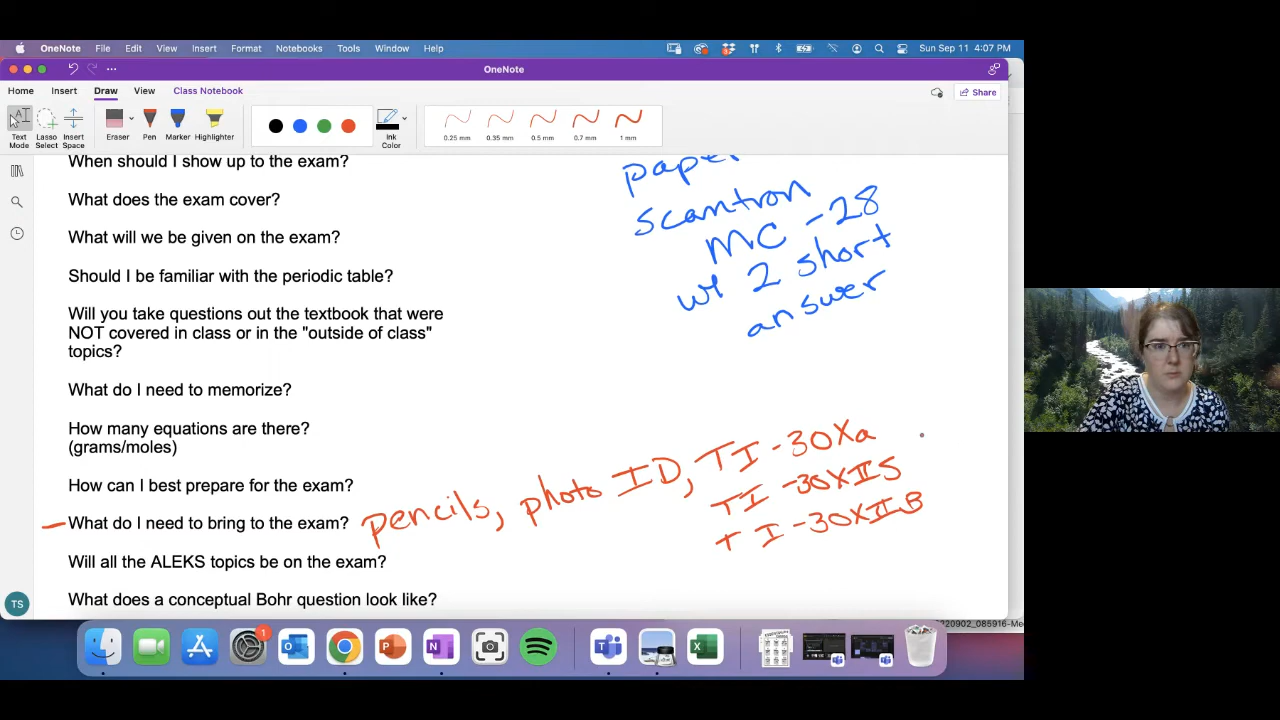 OneNote File Edit View Insert Format Notebooks Tools Window Help Sun Sep 11 4:07 PM
OneNote
Home Insert Draw View Class Notebook Share
Text Mode
Lasso Select
Insert Space
Eraser
Pen
Marker
Highlighter
Ink Color
0.25 mm 0.35 mm 0.5 mm 0.7 mm 1 mm
When should I show up to the exam?
paper
What does the exam cover?
scantron
What will we be given on the exam?
MC - 28
Should I be familiar with the periodic table?
w/ 2 short
answer
Will you take questions out the textbook that were
NOT covered in class or in the "outside of class"
topics?
What do I need to memorize?
How many equations are there?
(grams/moles)
How can I best prepare for the exam?
What do I need to bring to the exam?
pencils, photo ID, TI -30Xa
TI -30XIIS
TI -30XIIB
Will all the ALEKS topics be on the exam?
What does a conceptual Bohr question look like?
TS
1